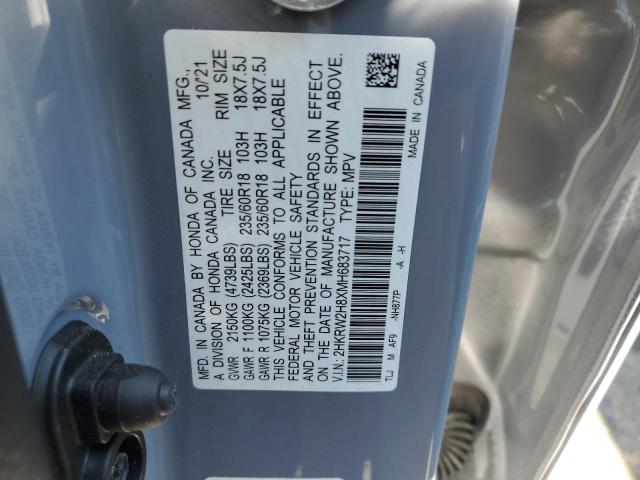 MFD. IN CANADA BY HONDA OF CANADA MFG.,
A DIVISION OF HONDA CANADA INC. 10/'21
TIRE SIZE RIM SIZE
GVWR 2150KG (4739LBS)
GAWR F 1100KG (2425LBS) 235/60R18 103H 18X7.5J
GAWR R 1075KG (2369LBS) 235/60R18 103H 18X7.5J
THIS VEHICLE CONFORMS TO ALL APPLICABLE
FEDERAL MOTOR VEHICLE SAFETY
AND THEFT PREVENTION STANDARDS IN EFFECT
ON THE DATE OF MANUFACTURE SHOWN ABOVE.
V.I.N.: 2HKRW2H8XMH683717 TYPE: MPV
TLJ M AF9 -NH877P -A -H
MADE IN CANADA